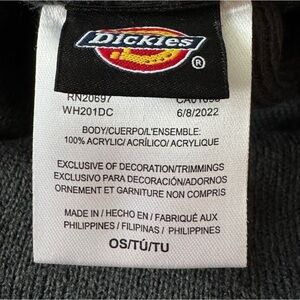 Dickies
®
RN20697
WH201DC 6/8/2022
BODY/CUERPO/L'ENSEMBLE:
100% ACRYLIC/ ACRÍLICO/ ACRYLIQUE
EXCLUSIVE OF DECORATION/TRIMMINGS
EXCLUSIVO PARA DECORACIÓN/ADORNOS
ORNEMENT ET GARNITURE NON COMPRIS
MADE IN / HECHO EN / FABRIQUÉ AUX
PHILIPPINES / FILIPINAS / PHILIPPINES
OS/TÚ/TU